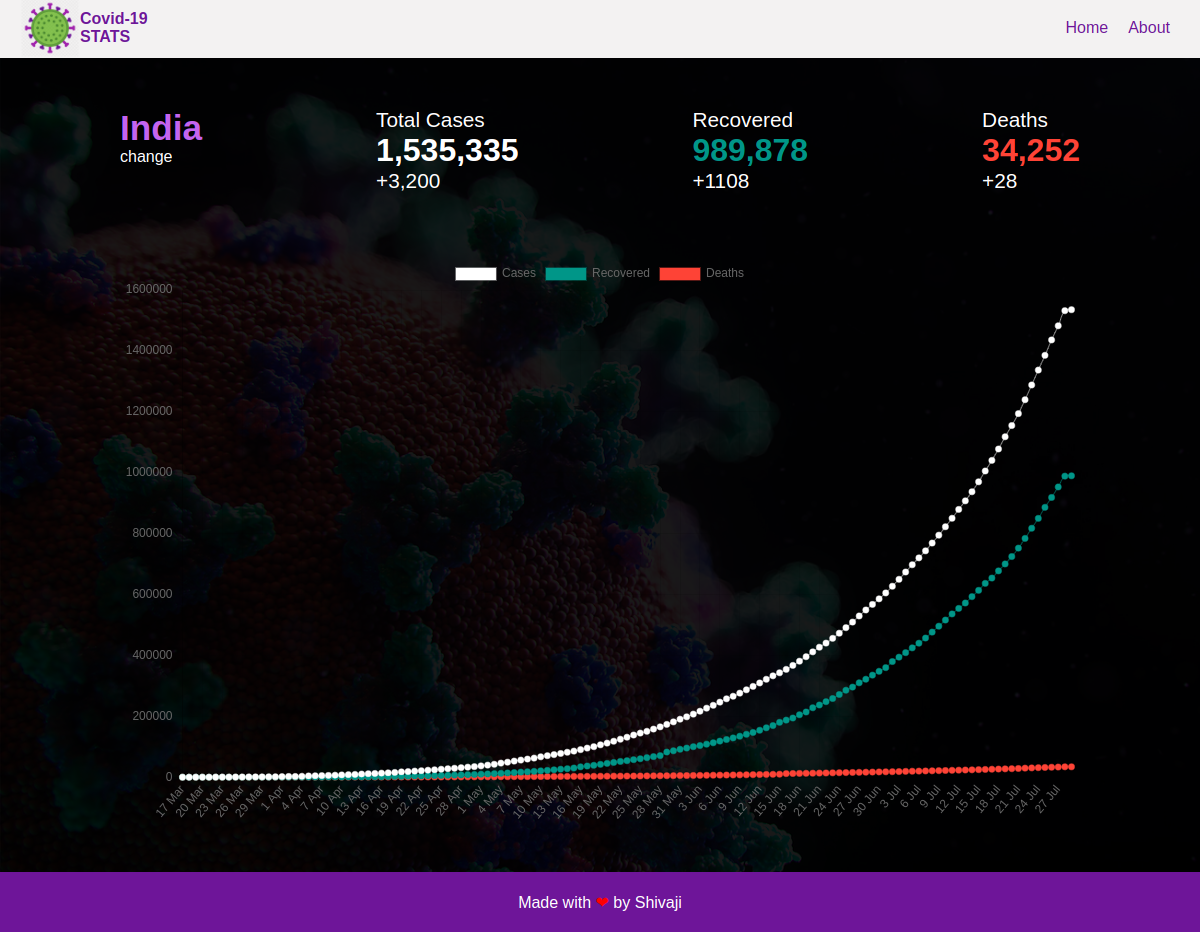 Covid-19
STATS
Home About
India
change
Total Cases
1,535,335
+3,200
Recovered
989,878
+1108
Deaths
34,252
+28
Cases Recovered Deaths
1600000
1400000
1200000
1000000
800000
600000
400000
200000
0
17 Mar 20 Mar 23 Mar 26 Mar 29 Mar 1 Apr 4 Apr 7 Apr 10 Apr 13 Apr 16 Apr 19 Apr 22 Apr 25 Apr 28 Apr 1 May 4 May 7 May 10 May 13 May 16 May 19 May 22 May 25 May 28 May 31 May 3 Jun 6 Jun 9 Jun 12 Jun 15 Jun 18 Jun 21 Jun 24 Jun 27 Jun 30 Jun 3 Jul 6 Jul 9 Jul 12 Jul 15 Jul 18 Jul 21 Jul 24 Jul 27 Jul
Made with ❤ by Shivaji